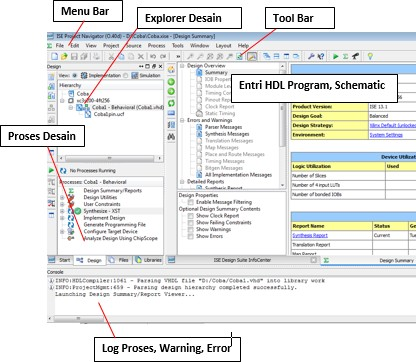 Menu Bar
Explorer Desain
Tool Bar
ISE Project Navigator (O.40d) - D:\Coba\Coba.xise - [Design Summary]
File Edit View Project Source Process Tools Window Layout Help
Design
View: Implementation Simulation
Hierarchy
Coba
Coba1 - Behavioral (Coba1.vhd)
Coba1pin.ucf
Design Overview
Summary
IOB Properties
Module Level
Timing
Pinout Report
Clock Report
Static Timing
Errors and Warnings
Parser Messages
Synthesis Messages
Translation Messages
Map Messages
Place and Route Messages
Timing Messages
Bitgen Messages
All Implementation Messages
Detailed Reports
Synthesis Report
Entri HDL Program, Schematic
Product Version: ISE 13.1
Design Goal: Balanced
Design Strategy: Xilinx Default (unlocked
Environment: System Settings
Device Utiliz
Logic Utilization Used
Number of Slices
Number of 4 input LUTs
Number of bonded IOBs
Proses Desain
No Processes Running
Processes: Coba1 - Behavioral
Design Summary/Reports
Design Utilities
User Constraints
Synthesize - XST
Implement Design
Generate Programming File
Configure Target Device
Analyze Design Using ChipScope
Design Properties
Enable Message Filtering
Optional Design Summary Contents
Show Clock Report
Show Failing Constraints
Show Warnings
Show Errors
Report Name Status Ge
Synthesis Report Current Tu
Translation Report
Map Report
Start Design Files Libraries
ISE Design Suite InfoCenter
Design Summary
Console
INFO:HDLCompiler:1061 - Parsing VHDL file "D:/Coba/Coba1.vhd" into library work
INFO:ProjectMgmt:659 - Parsing design hierarchy completed successfully.
Launching Design Summary/Report Viewer...
Log Proses, Warning, Error